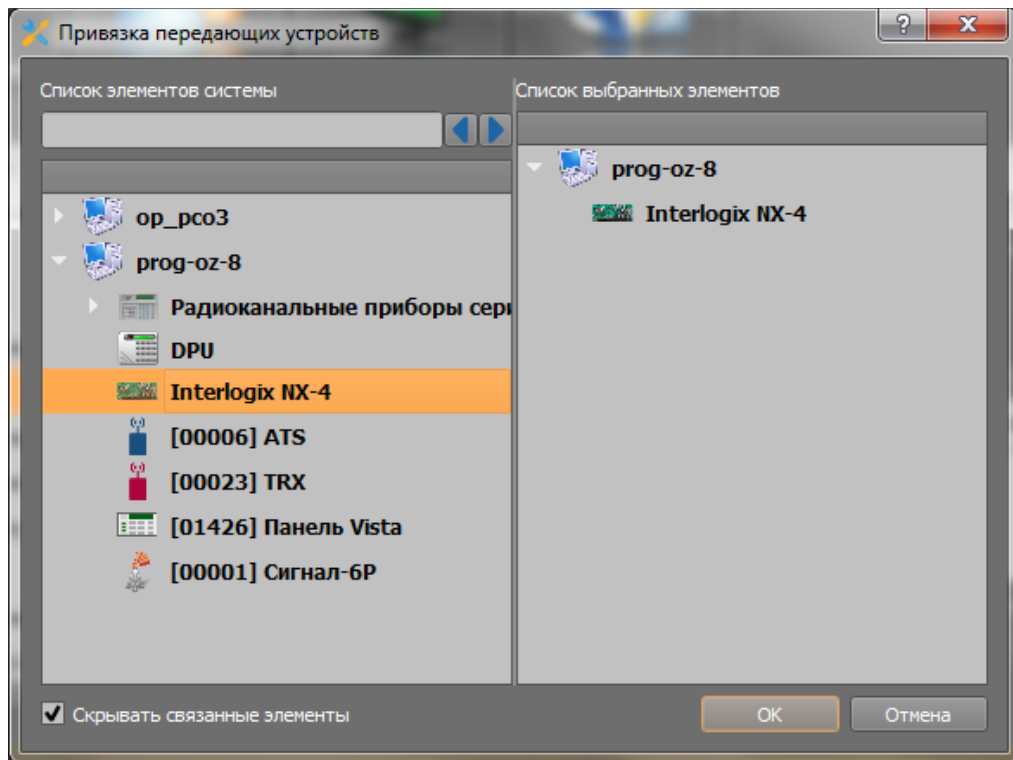 Привязка передающих устройств
?
X
Список элементов системы
Список выбранных элементов
op_pco3
prog-oz-8
Радиоканальные приборы сери
DPU
Interlogix NX-4
[00006] ATS
[00023] TRX
[01426] Панель Vista
[00001] Сигнал-6Р
prog-oz-8
Interlogix NX-4
Скрывать связанные элементы
OK
Отмена